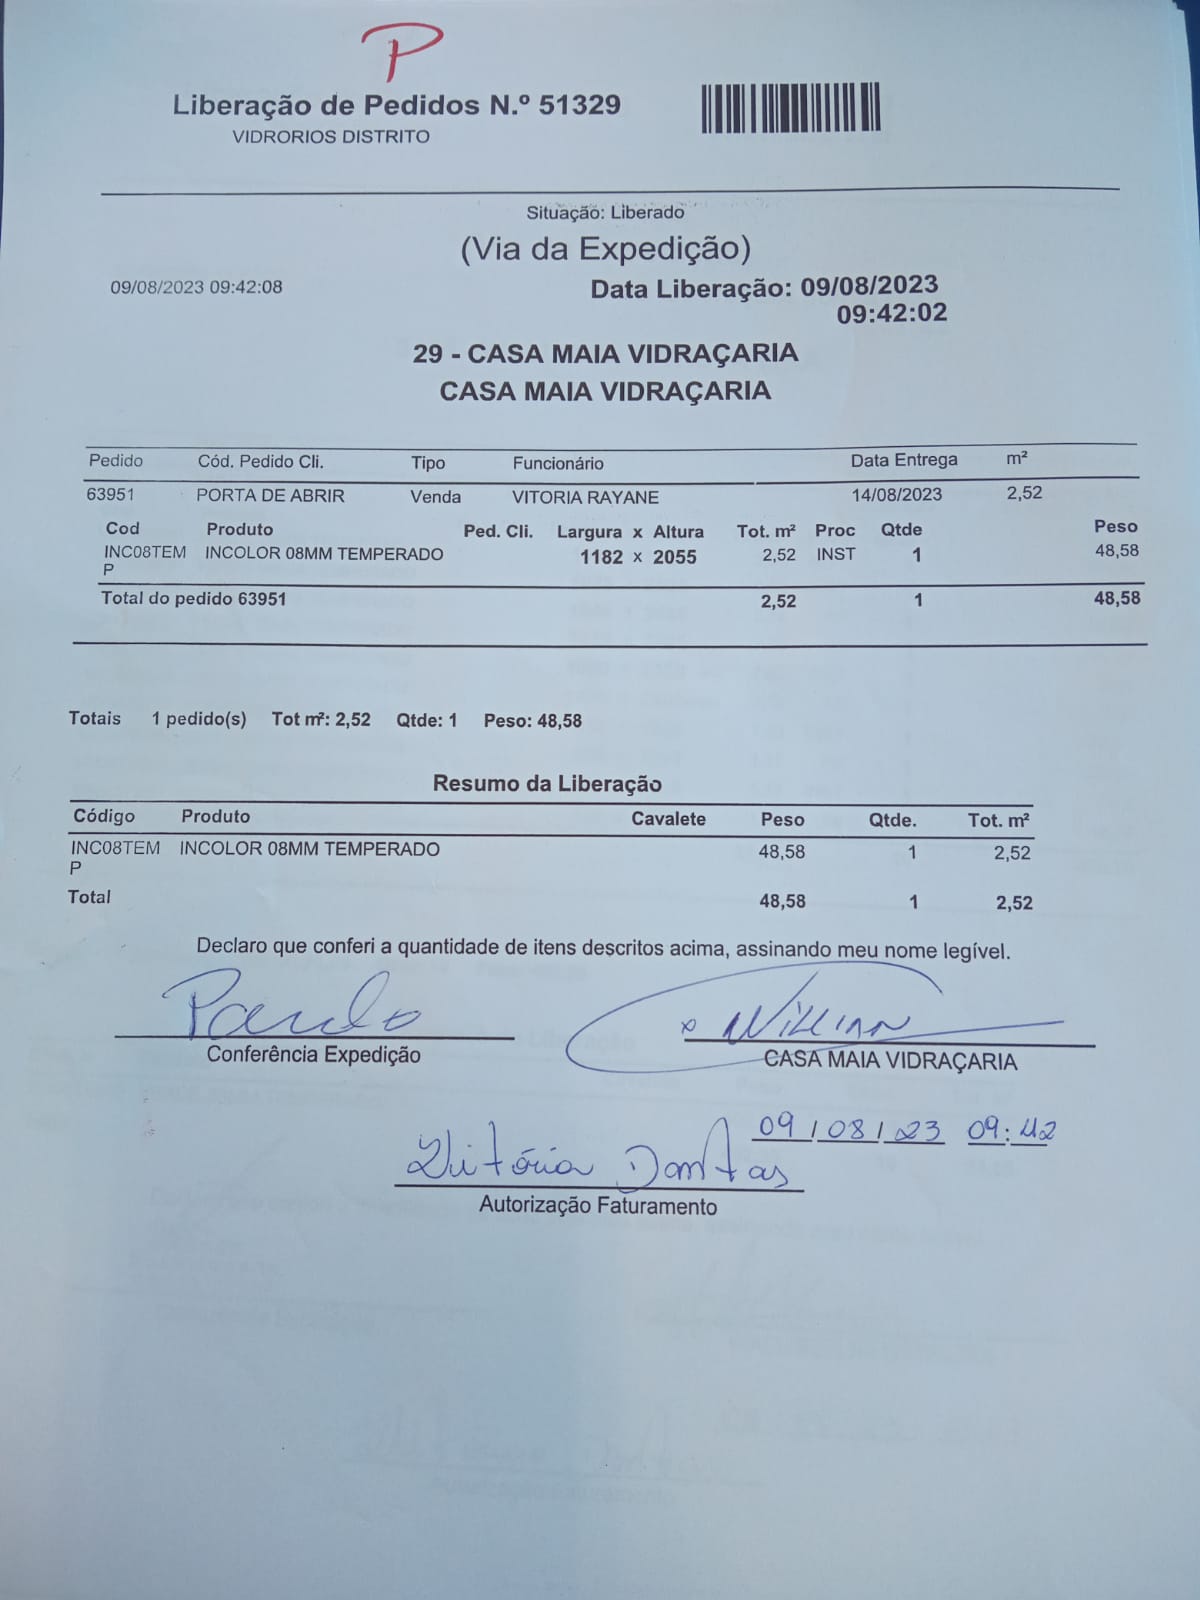 P
Liberação de Pedidos N.º 51329
VIDRORIOS DISTRITO
Situação: Liberado
(Via da Expedição)
09/08/2023 09:42:08
Data Liberação: 09/08/2023
09:42:02
29 - CASA MAIA VIDRAÇARIA
CASA MAIA VIDRAÇARIA
Pedido Cód. Pedido Cli. Tipo Funcionário Data Entrega m²
63951 PORTA DE ABRIR Venda VITORIA RAYANE 14/08/2023 2,52
Cod Produto Ped. Cli. Largura x Altura Tot. m² Proc Qtde Peso
INC08TEM INCOLOR 08MM TEMPERADO 1182 x 2055 2,52 INST 1 48,58
P
Total do pedido 63951 2,52 1 48,58
Totais 1 pedido(s) Tot m²: 2,52 Qtde: 1 Peso: 48,58
Resumo da Liberação
Código Produto Cavalete Peso Qtde. Tot. m²
INC08TEM INCOLOR 08MM TEMPERADO 48,58 1 2,52
P
Total 48,58 1 2,52
Declaro que conferi a quantidade de itens descritos acima, assinando meu nome legível.
Paulo x WILLIAN
Conferência Expedição CASA MAIA VIDRAÇARIA
09/08/23 09:42
Vitória Dantas
Autorização Faturamento